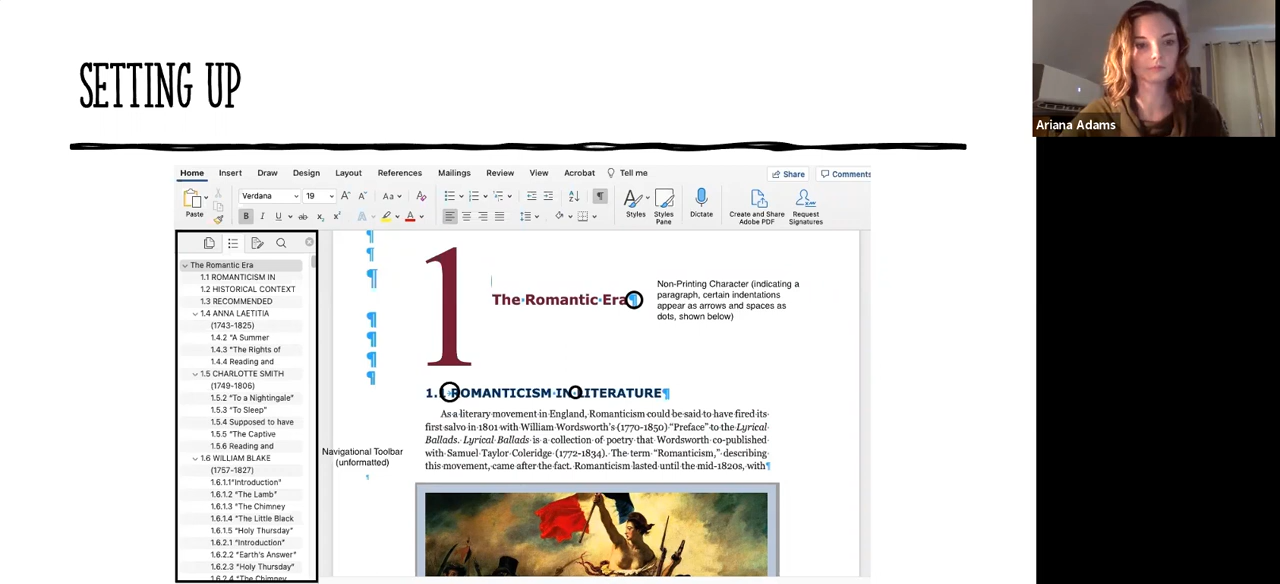 SETTING UP
Ariana Adams
Home Insert Draw Design Layout References Mailings Review View Acrobat Tell me Share Comments
Paste
Verdana 19
Styles
Styles Pane
Dictate
Create and Share Adobe PDF
Request Signatures
The Romantic Era
1.1 ROMANTICISM IN
1.2 HISTORICAL CONTEXT
1.3 RECOMMENDED
1.4 ANNA LAETITIA
(1743-1825)
1.4.2 "A Summer
1.4.3 "The Rights of
1.4.4 Reading and
1.5 CHARLOTTE SMITH
(1749-1806)
1.5.2 "To a Nightingale"
1.5.3 "To Sleep"
1.5.4 Supposed to have
1.5.5 "The Captive
1.5.6 Reading and
1.6 WILLIAM BLAKE
(1757-1827)
1.6.1.1"Introduction"
1.6.1.2 "The Lamb"
1.6.1.3 "The Chimney
1.6.1.4 "The Little Black
1.6.1.5 "Holy Thursday"
1.6.2.1 "Introduction"
1.6.2.2 "Earth's Answer"
1.6.2.3 "Holy Thursday"
1.6.2.4 "The Chimney
1
The Romantic Era¶
Non-Printing Character (indicating a
paragraph, certain indentations
appear as arrows and spaces as
dots, shown below)
1.1 ROMANTICISM IN LITERATURE¶
As a literary movement in England, Romanticism could be said to have fired its
first salvo in 1801 with William Wordsworth's (1770-1850) "Preface" to the Lyrical
Ballads. Lyrical Ballads is a collection of poetry that Wordsworth co-published
with Samuel Taylor Coleridge (1772-1834). The term "Romanticism," describing
this movement, came after the fact. Romanticism lasted until the mid-1820s, with¶
Navigational Toolbar
(unformatted)